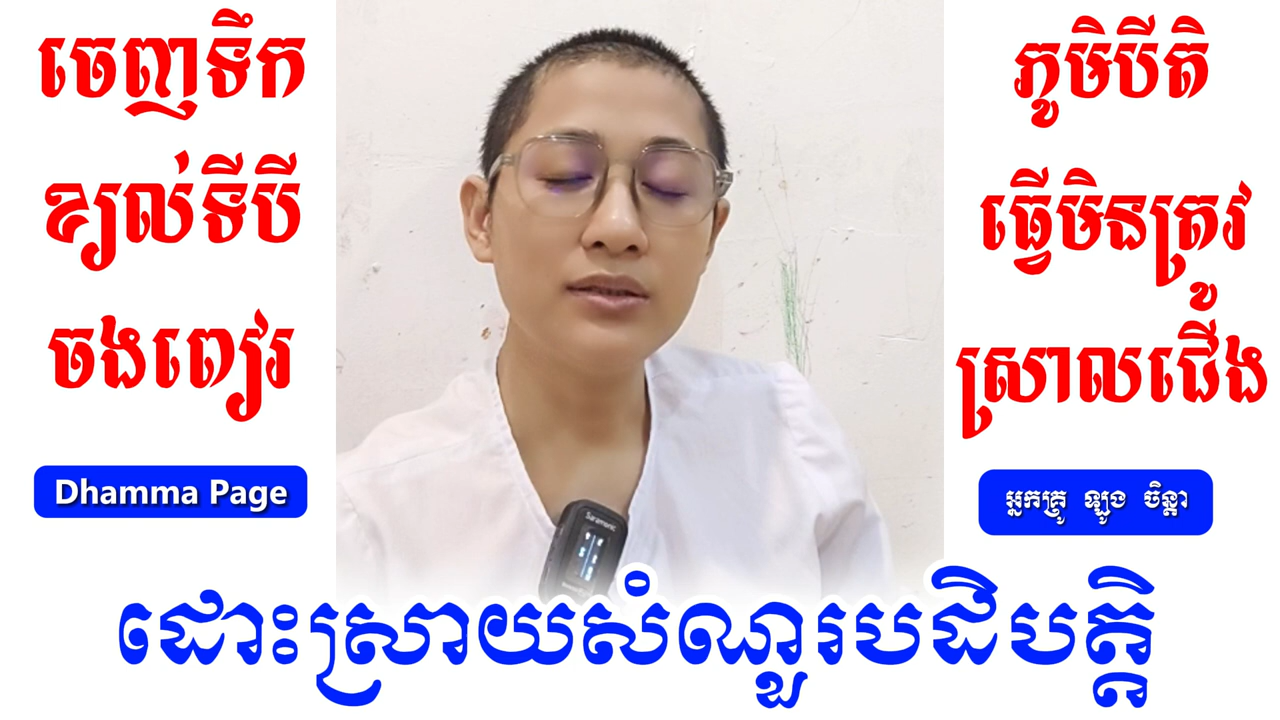 ចេញទឹក
ខ្យល់ទីបី
ចងពៀរ
Dhamma Page
ភូមិបីតិ
ធ្វើមិនត្រូវ
ស្រាលជើង
អ្នកគ្រូ ឡុង ចិន្តា
Saramonic
ដោះស្រាយសំណួរបដិបត្តិ